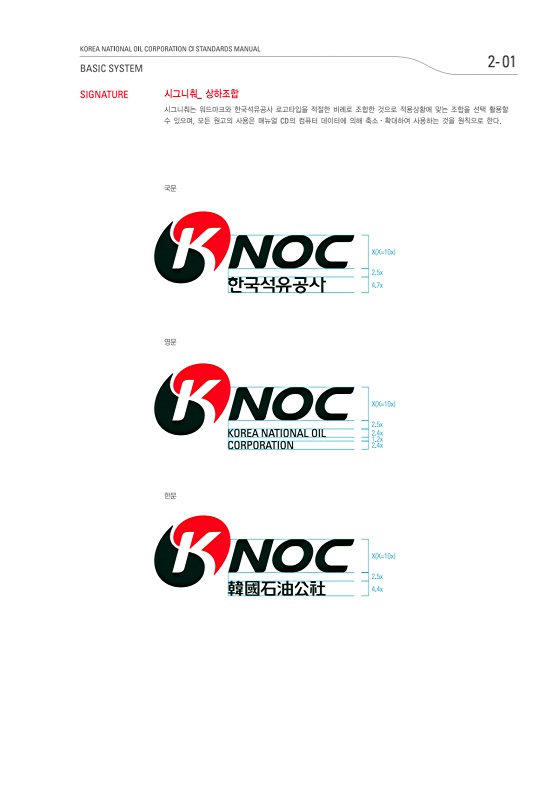 KOREA NATIONAL OIL CORPORATION CI STANDARDS MANUAL
2-01
BASIC SYSTEM
SIGNATURE
시그니춰_ 상하조합
시그니춰는 워드마크와 한국석유공사 로고타입을 적절한 비례로 조합한 것으로 적용상황에 맞는 조합을 선택 활용할
수 있으며, 모든 원고의 사용은 매뉴얼 CD의 컴퓨터 데이터에 의해 축소·확대하여 사용하는 것을 원칙으로 한다.
국문
KNOC
X(X=10x)
2.5x
한국석유공사
4.7x
영문
KNOC
X(X=10x)
2.5x
KOREA NATIONAL OIL
2.4x
1.2x
CORPORATION
2.4x
한문
KNOC
X(X=10x)
2.5x
韓國石油公社
4.4x